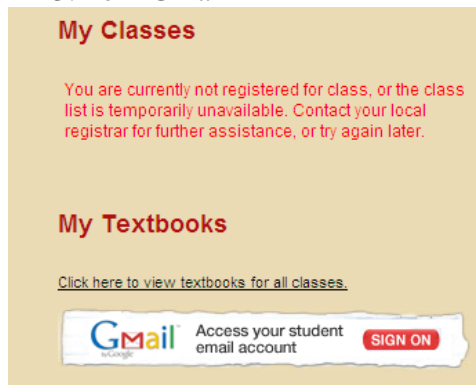 My Classes
You are currently not registered for class, or the class
list is temporarily unavailable. Contact your local
registrar for further assistance, or try again later.
My Textbooks
Click here to view textbooks for all classes.
Gmail
by Google
Access your student
email account
SIGN ON